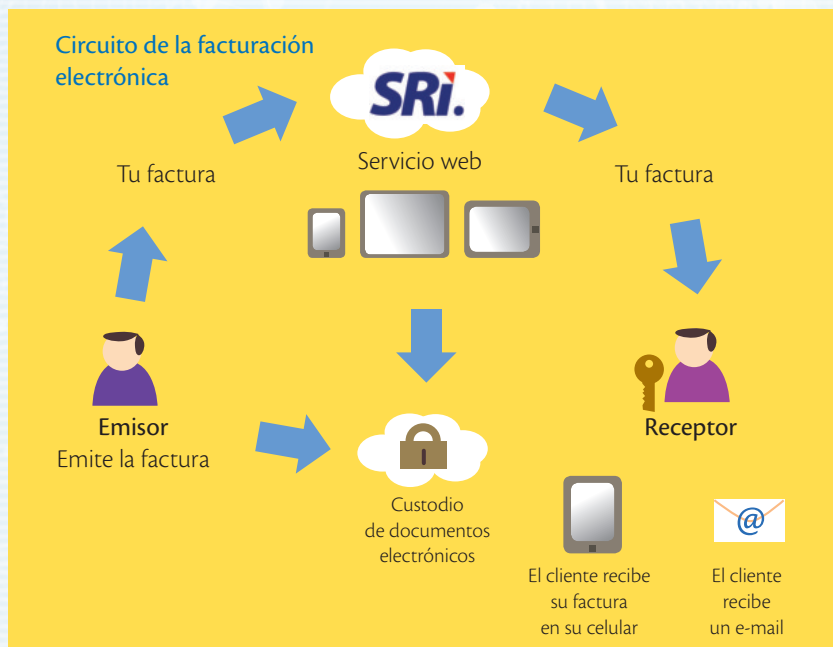 Circuito de la facturación
electrónica
SRi.
Servicio web
Tu factura
Tu factura
Emisor
Emite la factura
Receptor
Custodio
de documentos
electrónicos
@
El cliente recibe
su factura
en su celular
El cliente
recibe
un e-mail